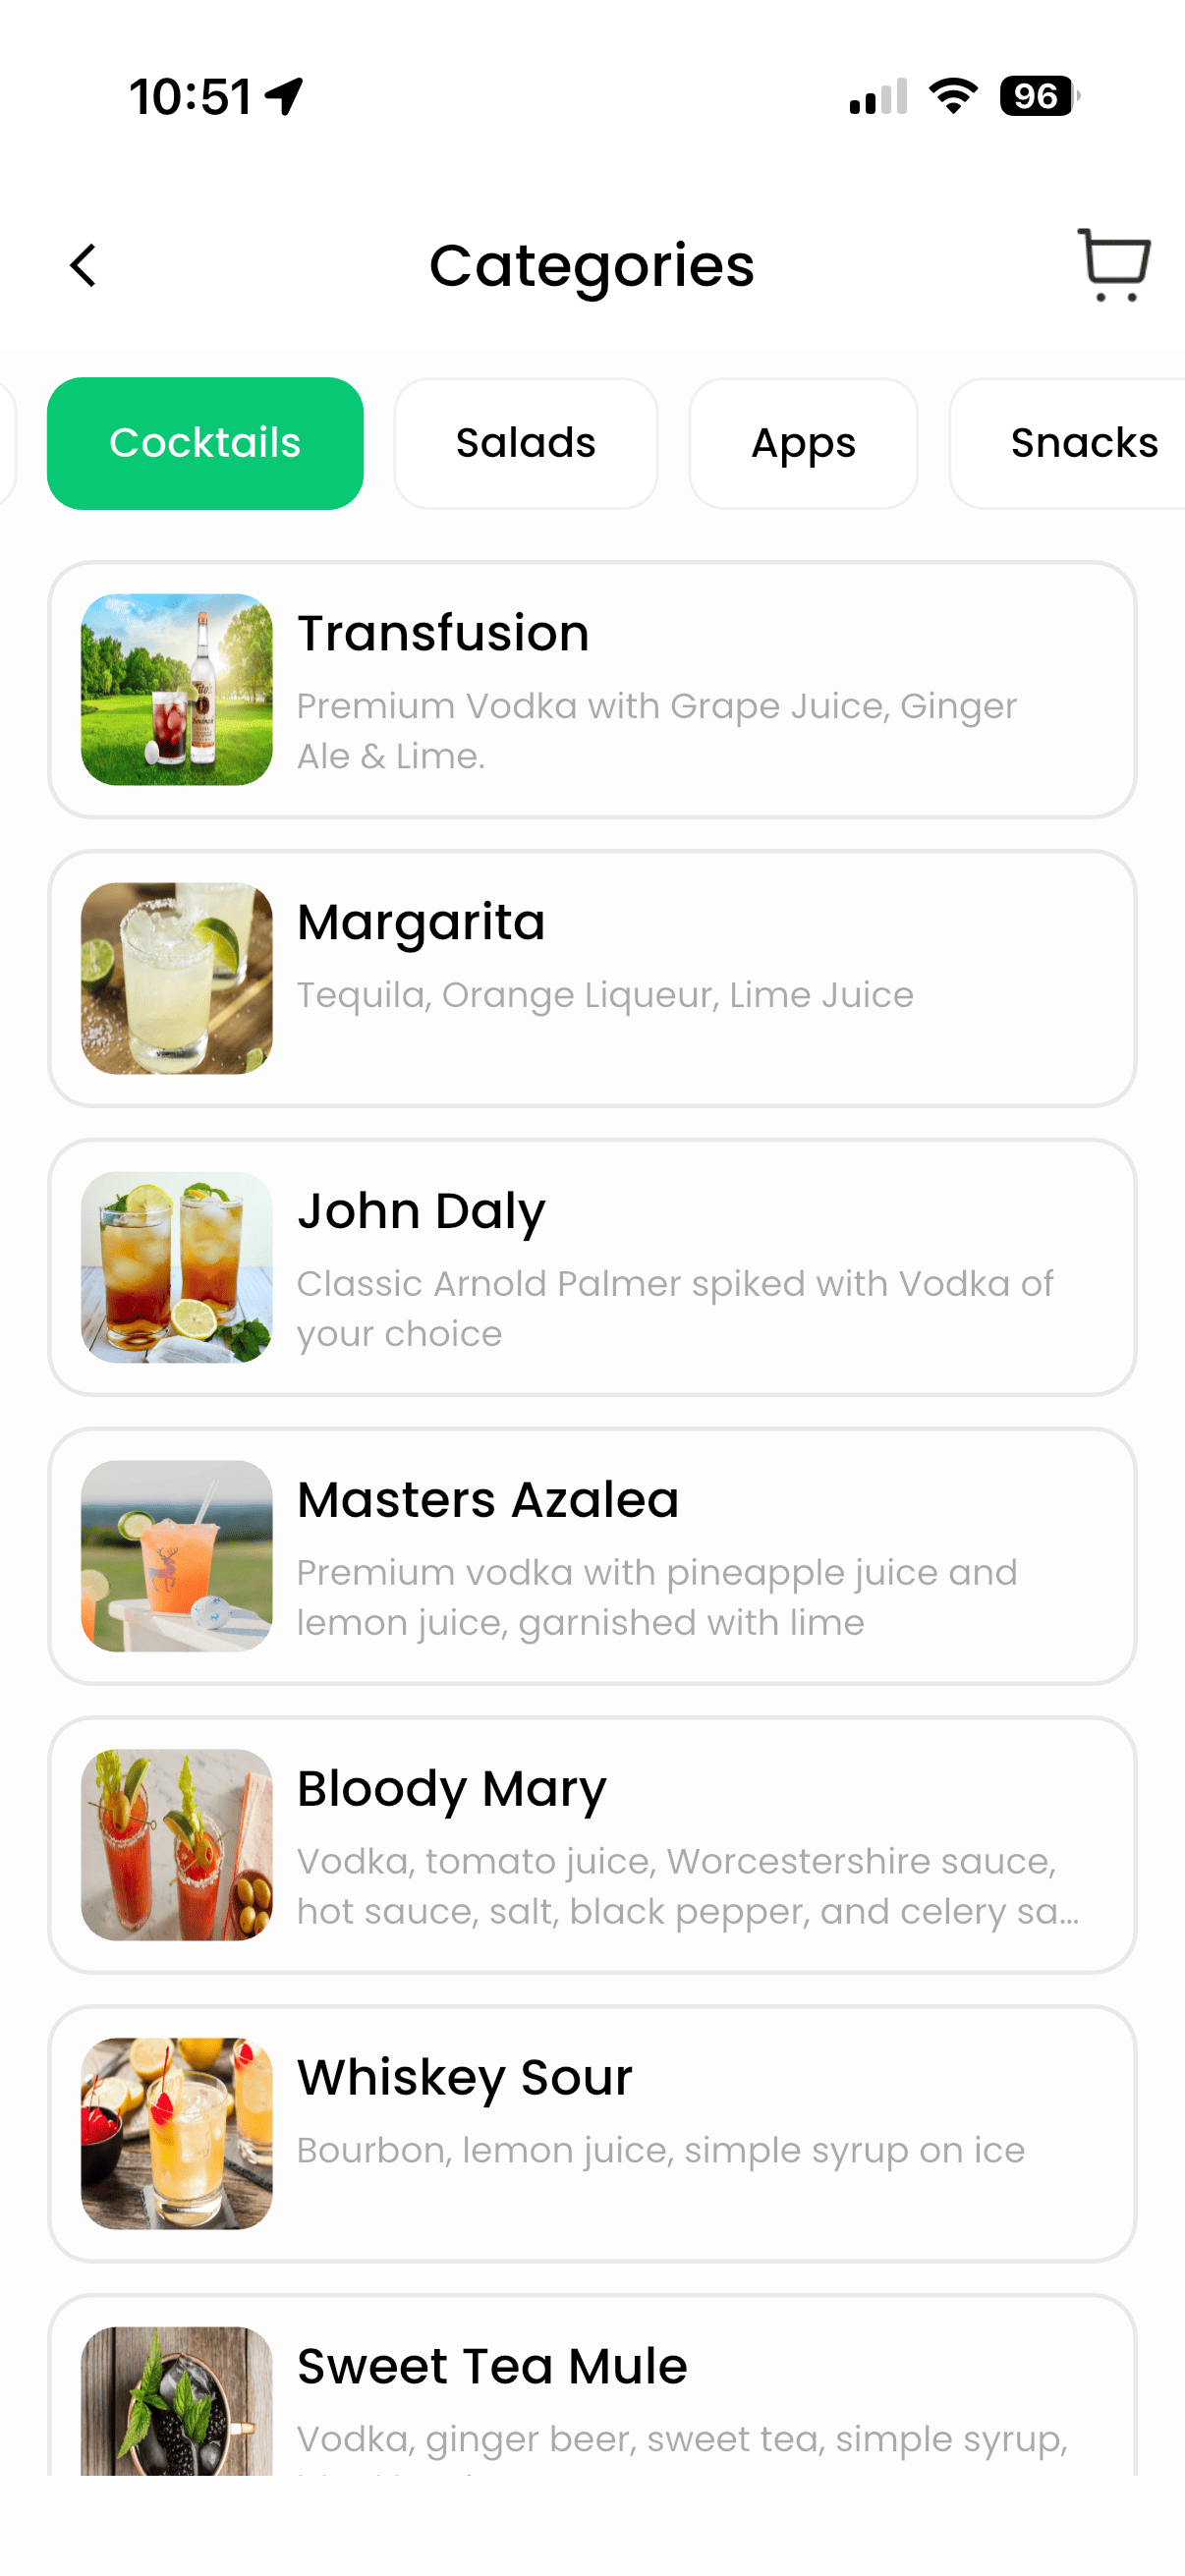 10:51
96
Categories
Cocktails
Salads
Apps
Snacks
Transfusion
Premium Vodka with Grape Juice, Ginger
Ale & Lime.
Margarita
Tequila, Orange Liqueur, Lime Juice
John Daly
Classic Arnold Palmer spiked with Vodka of
your choice
Masters Azalea
Premium vodka with pineapple juice and
lemon juice, garnished with lime
Bloody Mary
Vodka, tomato juice, Worcestershire sauce,
hot sauce, salt, black pepper, and celery sa...
Whiskey Sour
Bourbon, lemon juice, simple syrup on ice
Sweet Tea Mule
Vodka, ginger beer, sweet tea, simple syrup,